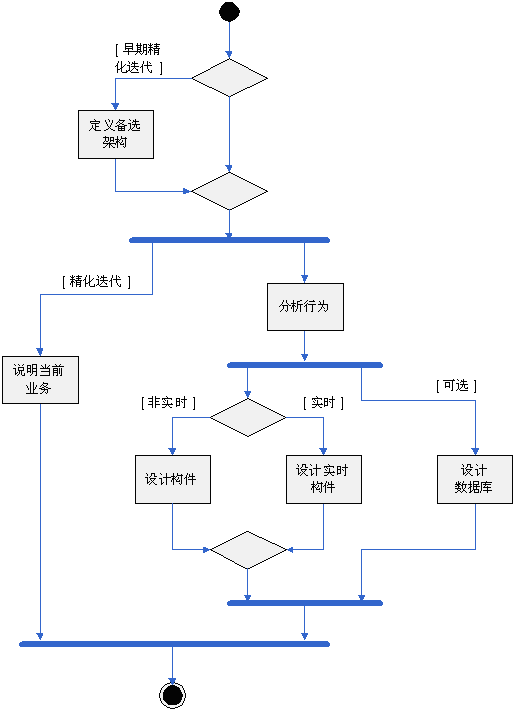 [ 早期精
化迭代 ]
定义备选
架构
[ 精化迭代 ]
分析行为
说明当前
业务
[ 可选 ]
[ 非实时 ]
[ 实时 ]
设计构件
设计实时
构件
设计
数据库